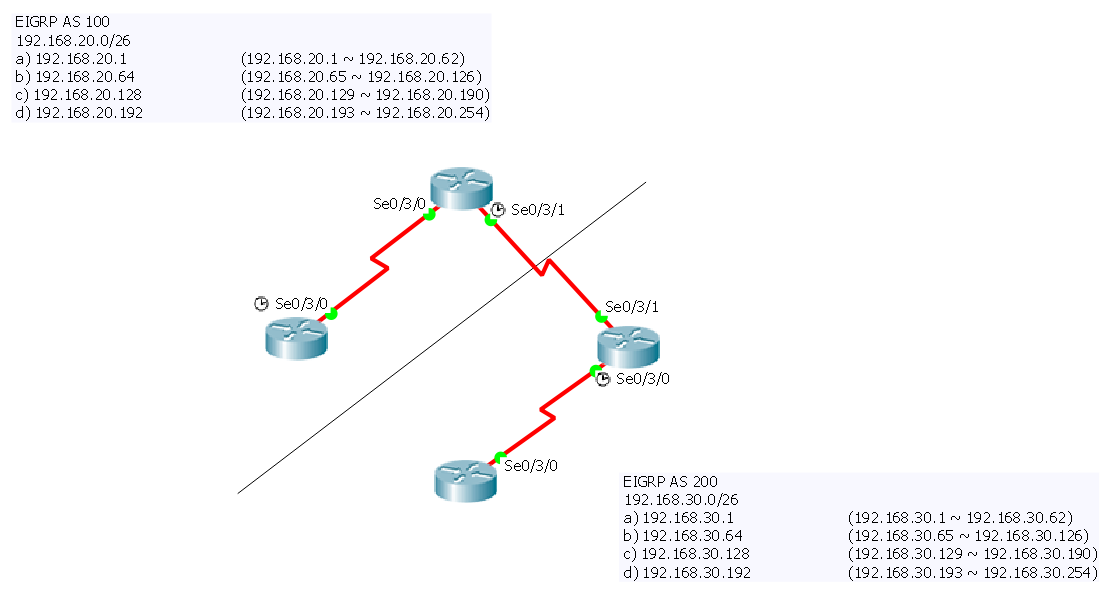 EIGRP AS 100
192.168.20.0/26
a) 192.168.20.1 (192.168.20.1 ~ 192.168.20.62)
b) 192.168.20.64 (192.168.20.65 ~ 192.168.20.126)
c) 192.168.20.128 (192.168.20.129 ~ 192.168.20.190)
d) 192.168.20.192 (192.168.20.193 ~ 192.168.20.254)
Se0/3/0
Se0/3/1
Se0/3/0
Se0/3/1
Se0/3/0
Se0/3/0
EIGRP AS 200
192.168.30.0/26
a) 192.168.30.1 (192.168.30.1 ~ 192.168.30.62)
b) 192.168.30.64 (192.168.30.65 ~ 192.168.30.126)
c) 192.168.30.128 (192.168.30.129 ~ 192.168.30.190)
d) 192.168.30.192 (192.168.30.193 ~ 192.168.30.254)